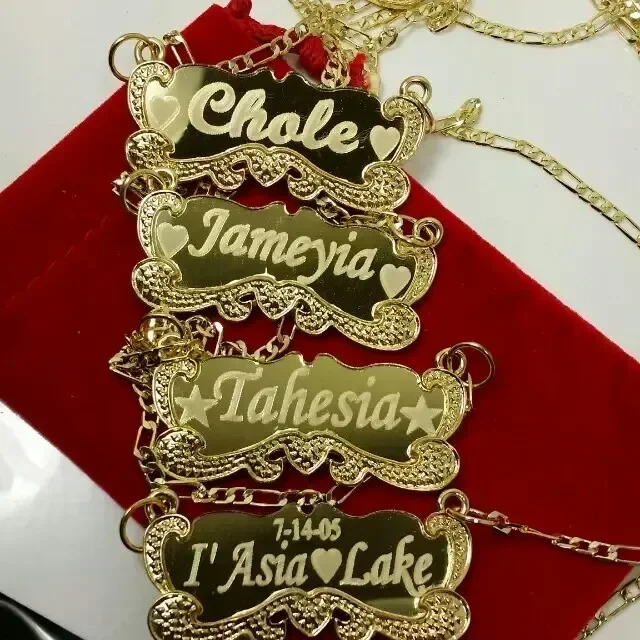 Chole
Jameyia
Tahesia
7-14-05
I' Asia Lake